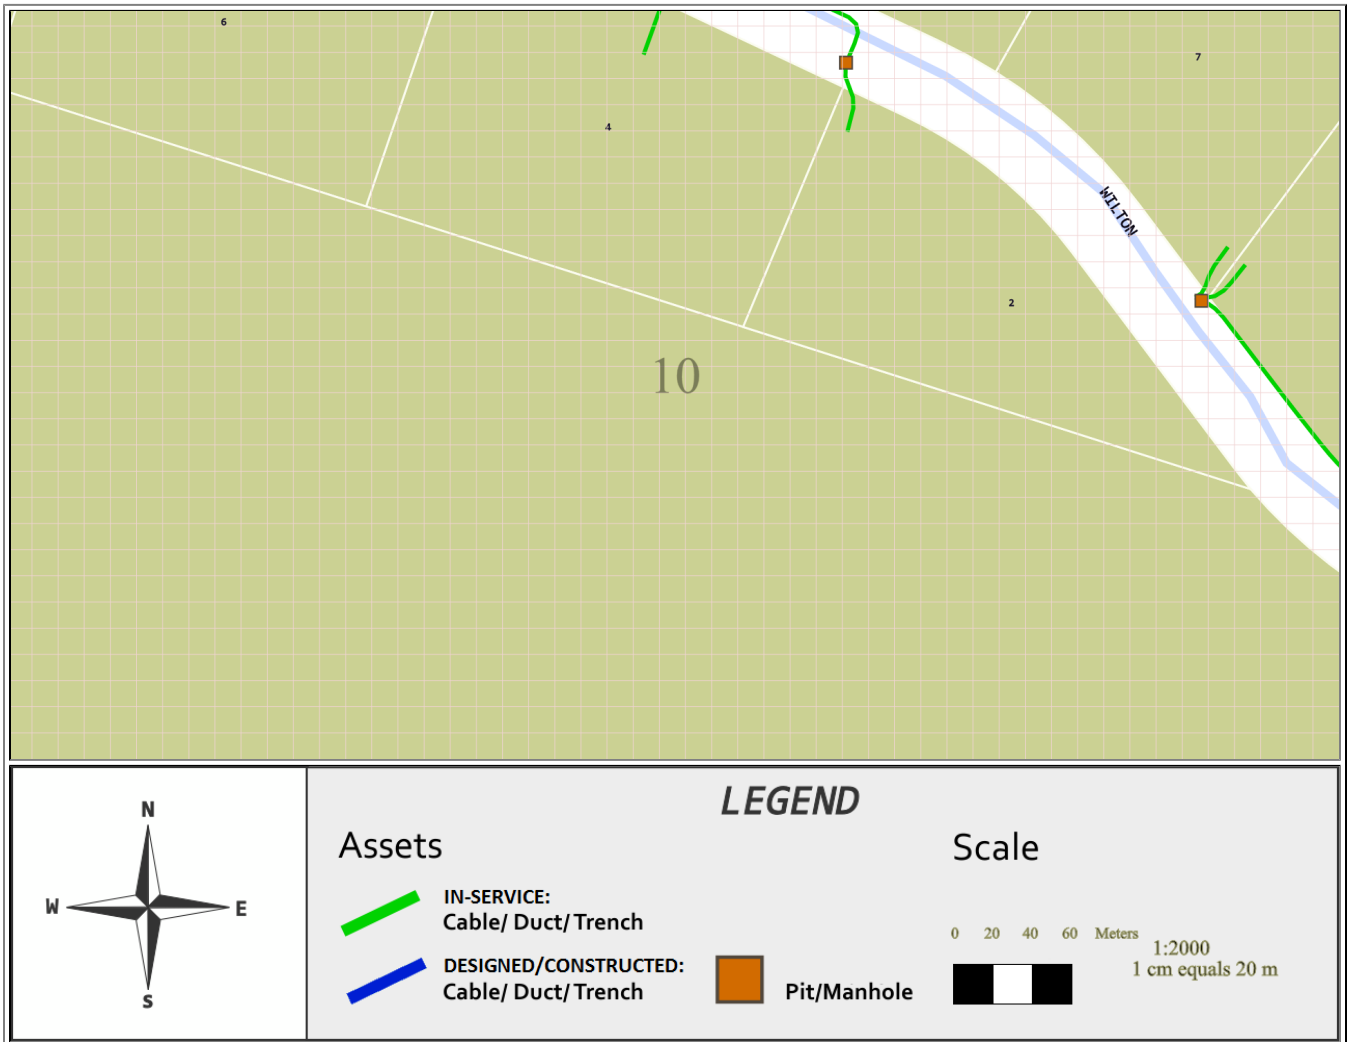 6
7
4
WILTON
2
10
N
W
E
S
LEGEND
Assets
Scale
IN-SERVICE:
Cable/ Duct/ Trench
DESIGNED/CONSTRUCTED:
Cable/ Duct/ Trench
Pit/Manhole
0 20 40 60 Meters
1:2000
1 cm equals 20 m